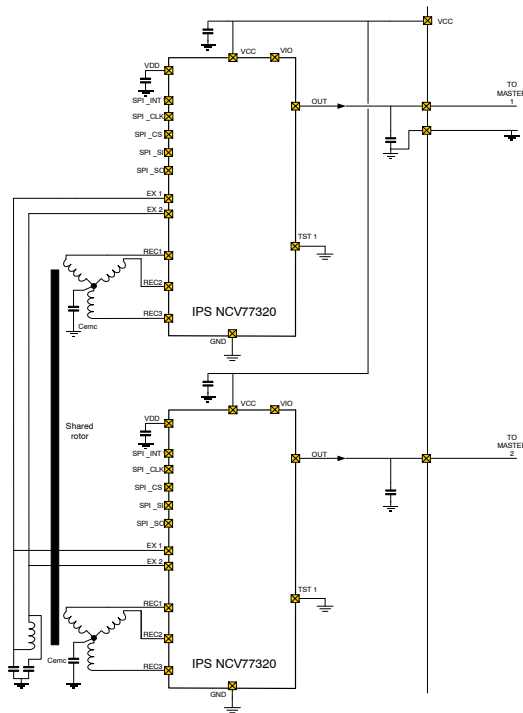 VCC
VCC
VIO
VDD
SPI_INT
SPI_CLK
SPI_CS
SPI_SI
SPI_SO
EX 1
EX 2
OUT
TO
MASTER
1
TST 1
REC1
REC2
REC3
Cemc
IPS NCV77320
GND
Shared
rotor
VCC
VIO
VDD
SPI_INT
SPI_CLK
SPI_CS
SPI_SI
SPI_SO
EX 1
EX 2
OUT
TO
MASTER
2
TST 1
REC1
REC2
REC3
Cemc
IPS NCV77320
GND